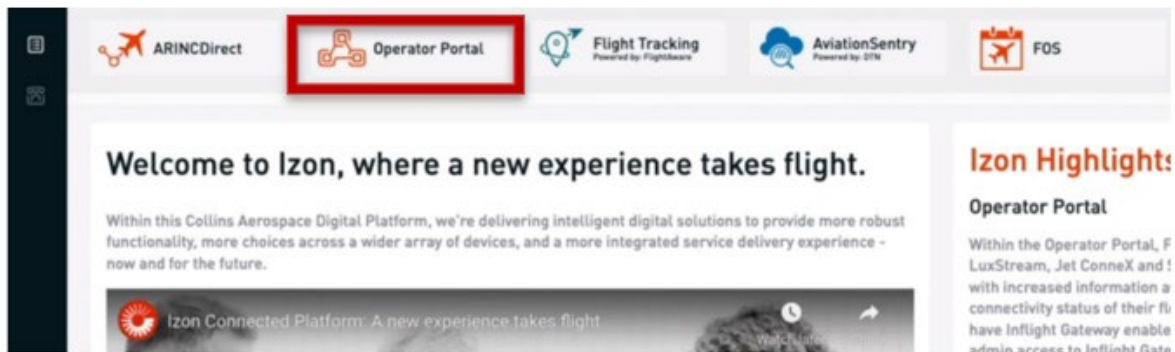 ARINCDirect
Operator Portal
Flight Tracking
Powered by: FlightAware
AviationSentry
Powered by: DTN
FOS
Welcome to Izon, where a new experience takes flight.
Within this Collins Aerospace Digital Platform, we're delivering intelligent digital solutions to provide more robust
functionality, more choices across a wider array of devices, and a more integrated service delivery experience -
now and for the future.
Izon Connected Platform: A new experience takes flight
Izon Highlights
Operator Portal
Within the Operator Portal,
LuxStream, Jet ConneX and
with increased information
connectivity status of their
have Inflight Gateway enable
admin access to Inflight